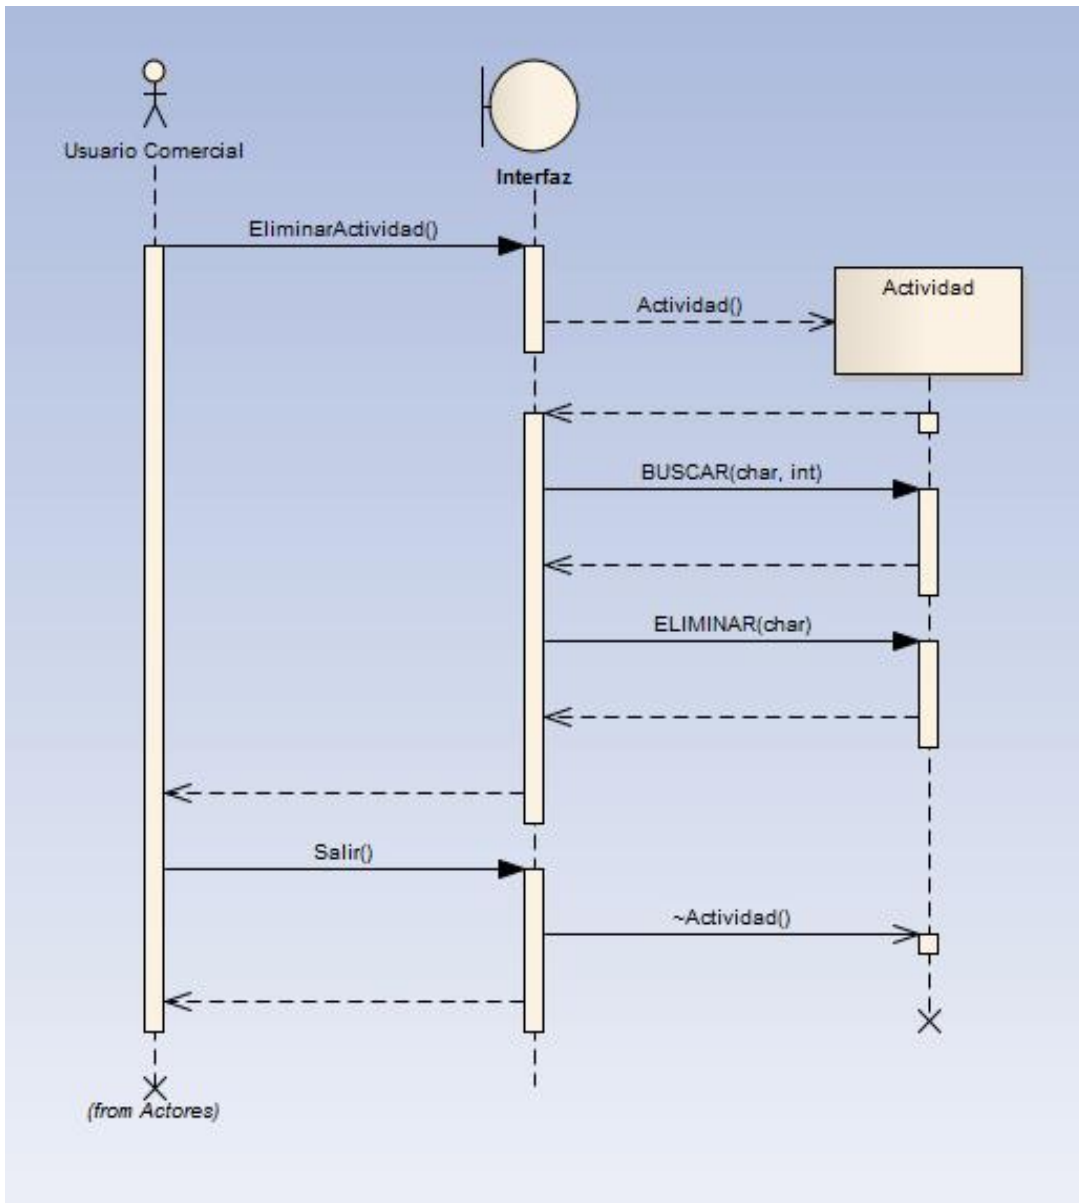 Usuario Comercial
Interfaz
EliminarActividad()
Actividad
Actividad()
BUSCAR(char, int)
ELIMINAR(char)
Salir()
~Actividad()
(from Actores)